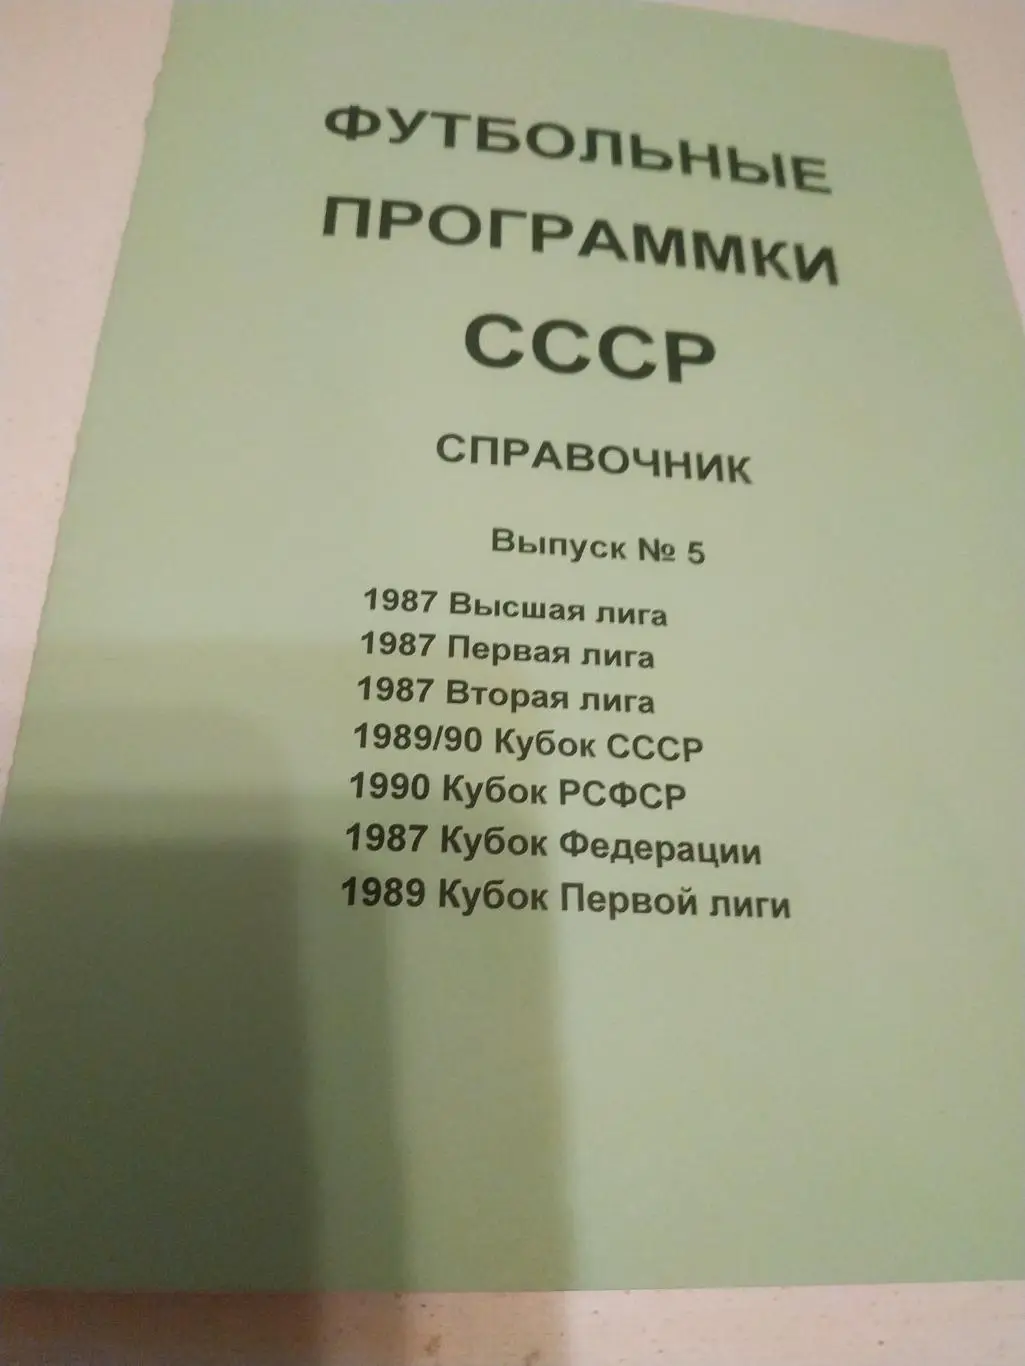 ФУТБОЛЬНЫЕ
ПРОГРАММКИ
СССР
СПРАВОЧНИК
Выпуск № 5
1987 Высшая лига
1987 Первая лига
1987 Вторая лига
1989/90 Кубок СССР
1990 Кубок РСФСР
1987 Кубок Федерации
1989 Кубок Первой лиги